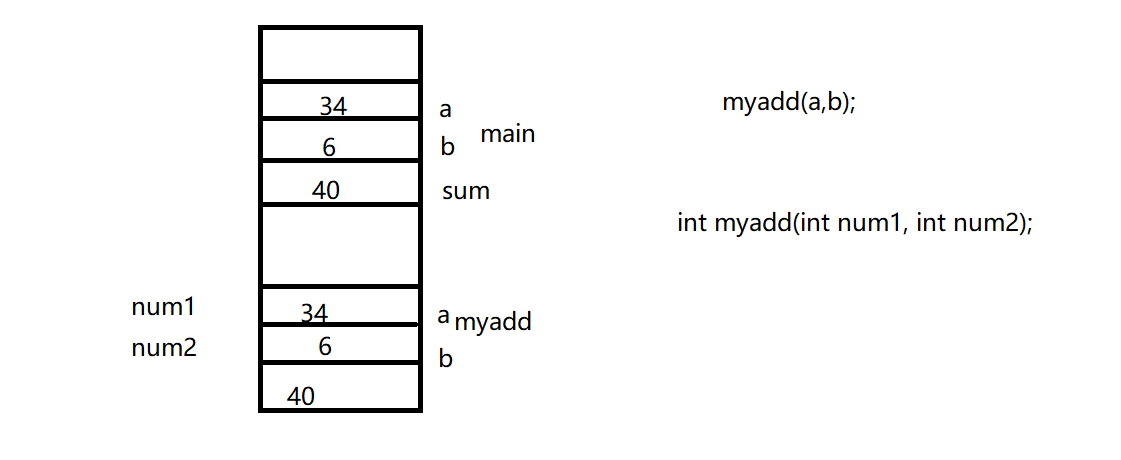 34 a myadd(a,b);
main
6 b
40 sum
int myadd(int num1, int num2);
num1 34 a myadd
num2 6 b
40